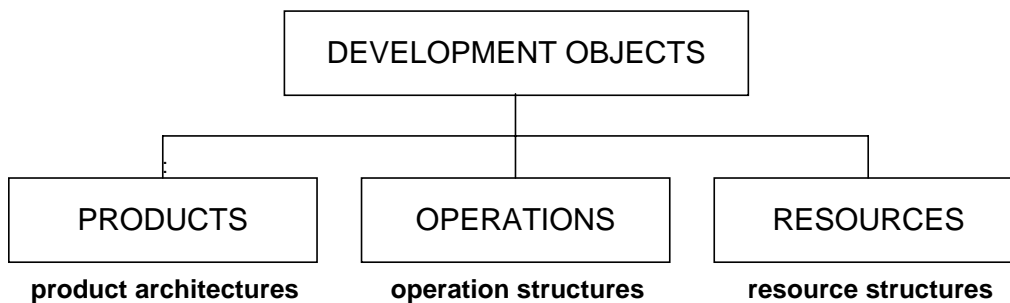 DEVELOPMENT OBJECTS
:
PRODUCTS OPERATIONS RESOURCES
product architectures operation structures resource structures